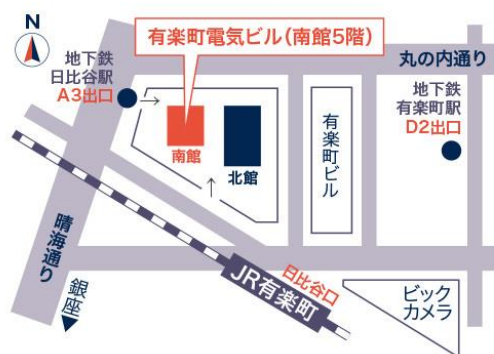 N
有楽町電気ビル(南館5階)
丸の内通り
地下鉄
日比谷駅
A3出口
地下鉄
有楽町駅
D2出口
有楽町ビル
南館
北館
晴海通り
銀座
JR有楽町
日比谷口
ビック
カメラ